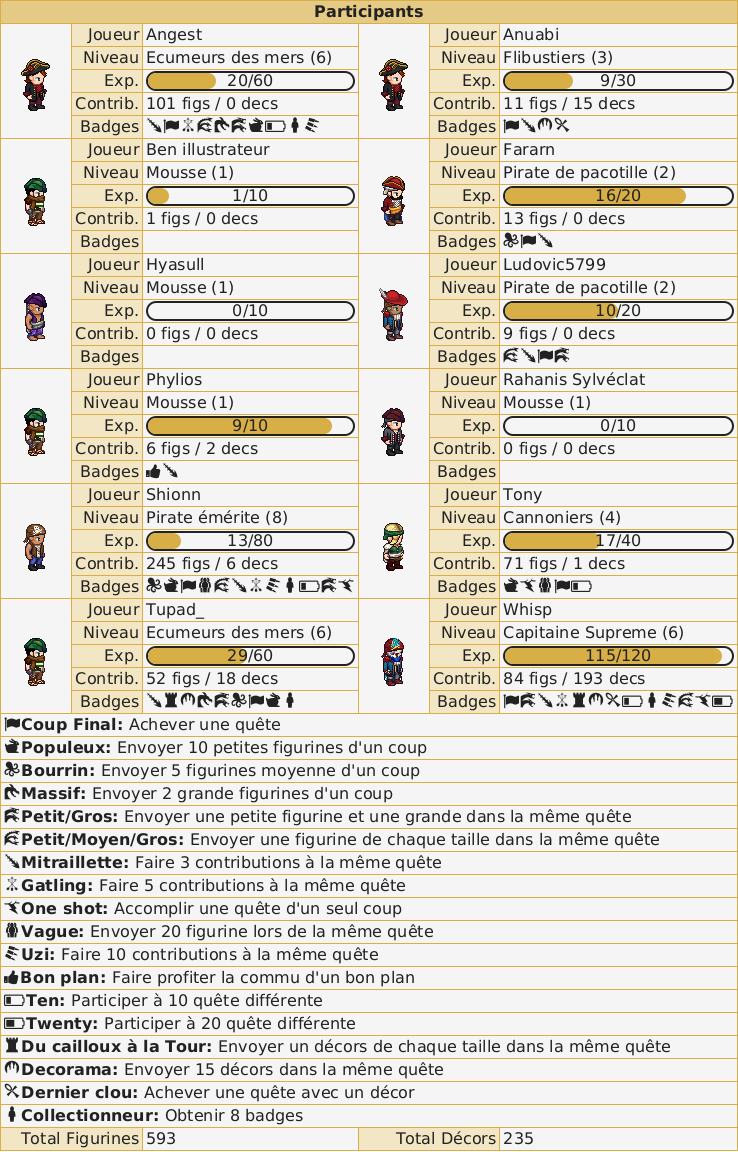 Participants
Joueur Angest Joueur Anuabi
Niveau Ecumeurs des mers (6) Niveau Flibustiers (3)
Exp. 20/60 Exp. 9/30
Contrib. 101 figs / 0 decs Contrib. 11 figs / 15 decs
Badges Badges
Joueur Ben illustrateur Joueur Fararn
Niveau Mousse (1) Niveau Pirate de pacotille (2)
Exp. 1/10 Exp. 16/20
Contrib. 1 figs / 0 decs Contrib. 13 figs / 0 decs
Badges Badges
Joueur Hyasull Joueur Ludovic5799
Niveau Mousse (1) Niveau Pirate de pacotille (2)
Exp. 0/10 Exp. 10/20
Contrib. 0 figs / 0 decs Contrib. 9 figs / 0 decs
Badges Badges
Joueur Phylios Joueur Rahanis Sylvéclat
Niveau Mousse (1) Niveau Mousse (1)
Exp. 9/10 Exp. 0/10
Contrib. 6 figs / 2 decs Contrib. 0 figs / 0 decs
Badges Badges
Joueur Shionn Joueur Tony
Niveau Pirate émérite (8) Niveau Cannoniers (4)
Exp. 13/80 Exp. 17/40
Contrib. 245 figs / 6 decs Contrib. 71 figs / 1 decs
Badges Badges
Joueur Tupad_ Joueur Whisp
Niveau Ecumeurs des mers (6) Niveau Capitaine Supreme (6)
Exp. 29/60 Exp. 115/120
Contrib. 52 figs / 18 decs Contrib. 84 figs / 193 decs
Badges Badges
Coup Final: Achever une quête
Populeux: Envoyer 10 petites figurines d'un coup
Bourrin: Envoyer 5 figurines moyenne d'un coup
Massif: Envoyer 2 grande figurines d'un coup
Petit/Gros: Envoyer une petite figurine et une grande dans la même quête
Petit/Moyen/Gros: Envoyer une figurine de chaque taille dans la même quête
Mitraillette: Faire 3 contributions à la même quête
Gatling: Faire 5 contributions à la même quête
One shot: Accomplir une quête d'un seul coup
Vague: Envoyer 20 figurine lors de la même quête
Uzi: Faire 10 contributions à la même quête
Bon plan: Faire profiter la commu d'un bon plan
Ten: Participer à 10 quête différente
Twenty: Participer à 20 quête différente
Du cailloux à la Tour: Envoyer un décors de chaque taille dans la même quête
Decorama: Envoyer 15 décors dans la même quête
Dernier clou: Achever une quête avec un décor
Collectionneur: Obtenir 8 badges
Total Figurines 593 Total Décors 235